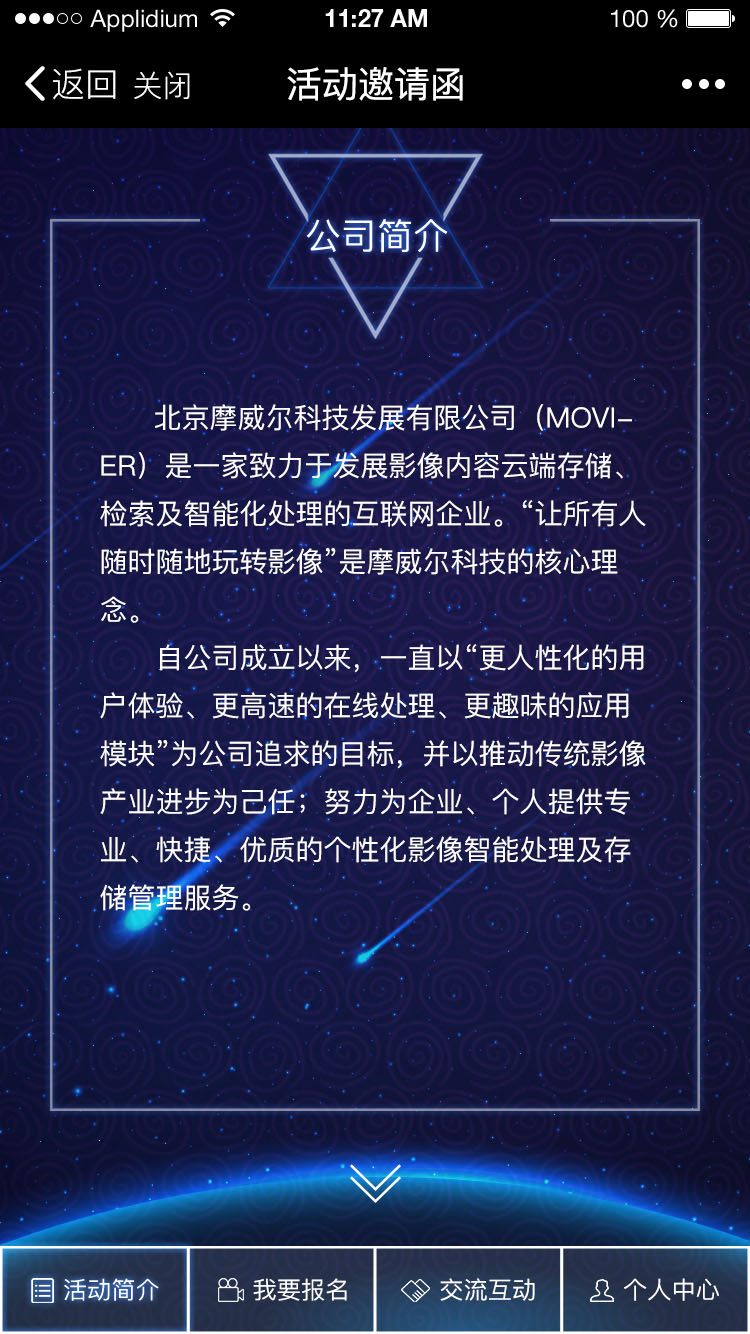 Applidium 11:27 AM 100 %
返回 关闭 活动邀请函
公司简介
北京摩威尔科技发展有限公司（MOVI-
ER）是一家致力于发展影像内容云端存储、
检索及智能化处理的互联网企业。“让所有人
随时随地玩转影像”是摩威尔科技的核心理
念。
自公司成立以来，一直以“更人性化的用
户体验、更高速的在线处理、更趣味的应用
模块”为公司追求的目标，并以推动传统影像
产业进步为己任；努力为企业、个人提供专
业、快捷、优质的个性化影像智能处理及存
储管理服务。
活动简介 我要报名 交流互动 个人中心